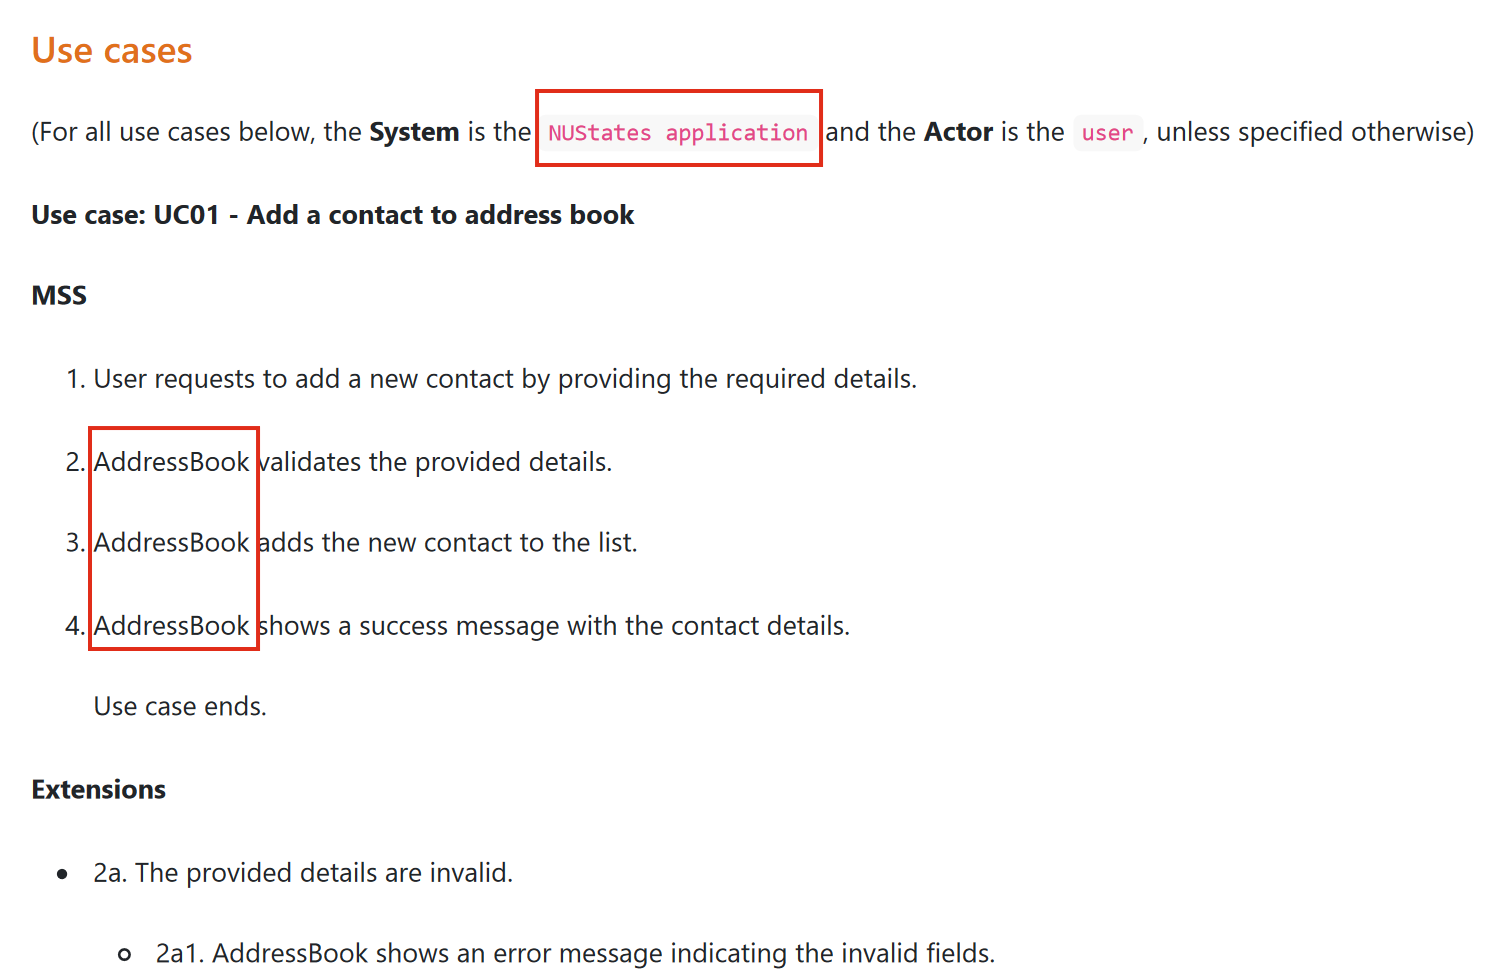 Use cases
(For all use cases below, the System is the NUStates application and the Actor is the user, unless specified otherwise)
Use case: UC01 - Add a contact to address book
MSS
1. User requests to add a new contact by providing the required details.
2. AddressBook validates the provided details.
3. AddressBook adds the new contact to the list.
4. AddressBook shows a success message with the contact details.
Use case ends.
Extensions
• 2a. The provided details are invalid.
◦ 2a1. AddressBook shows an error message indicating the invalid fields.